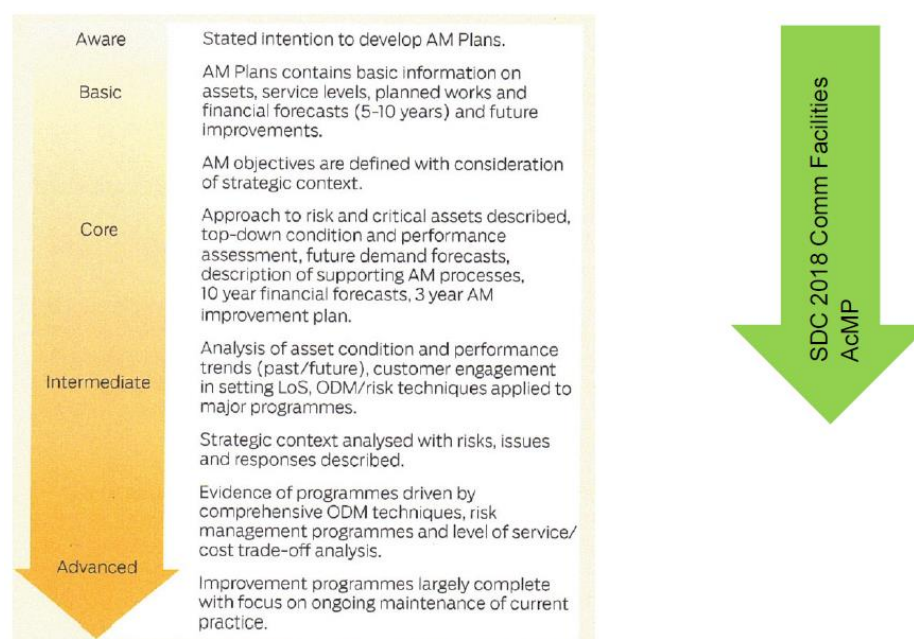 Aware
Stated intention to develop AM Plans.
Basic
AM Plans contains basic information on
assets, service levels, planned works and
financial forecasts (5-10 years) and future
improvements.
AM objectives are defined with consideration
of strategic context.
Core
Approach to risk and critical assets described,
top-down condition and performance
assessment, future demand forecasts,
description of supporting AM processes,
10 year financial forecasts, 3 year AM
improvement plan.
Intermediate
Analysis of asset condition and performance
trends (past/future), customer engagement
in setting LoS, ODM/risk techniques applied to
major programmes.
Strategic context analysed with risks, issues
and responses described.
Advanced
Evidence of programmes driven by
comprehensive ODM techniques, risk
management programmes and level of service/
cost trade-off analysis.
Improvement programmes largely complete
with focus on ongoing maintenance of current
practice.
SDC 2018 Comm Facilities
AcMP